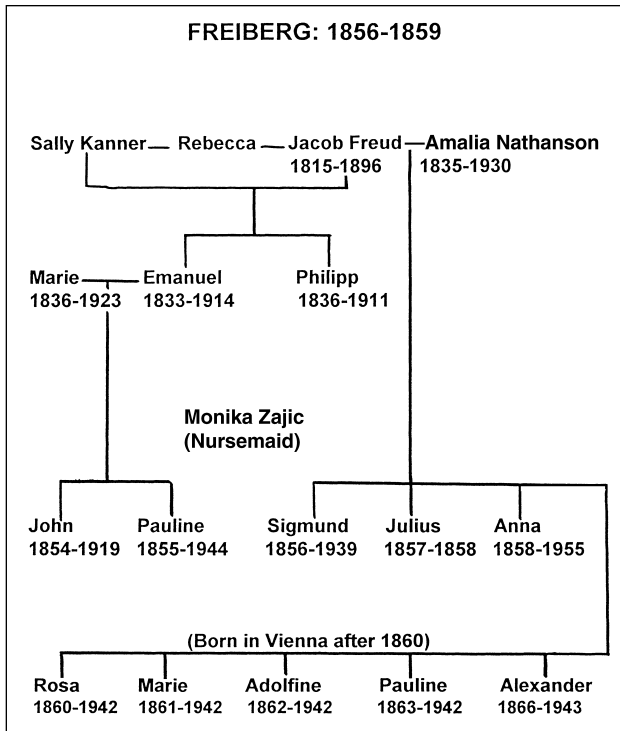 FREIBERG: 1856-1859
Sally Kanner Rebecca Jacob Freud Amalia Nathanson
1815-1896 1835-1930
Marie Emanuel Philipp
1836-1923 1833-1914 1836-1911
Monika Zajic
(Nursemaid)
John Pauline Sigmund Julius Anna
1854-1919 1855-1944 1856-1939 1857-1858 1858-1955
(Born in Vienna after 1860)
Rosa Marie Adolfine Pauline Alexander
1860-1942 1861-1942 1862-1942 1863-1942 1866-1943